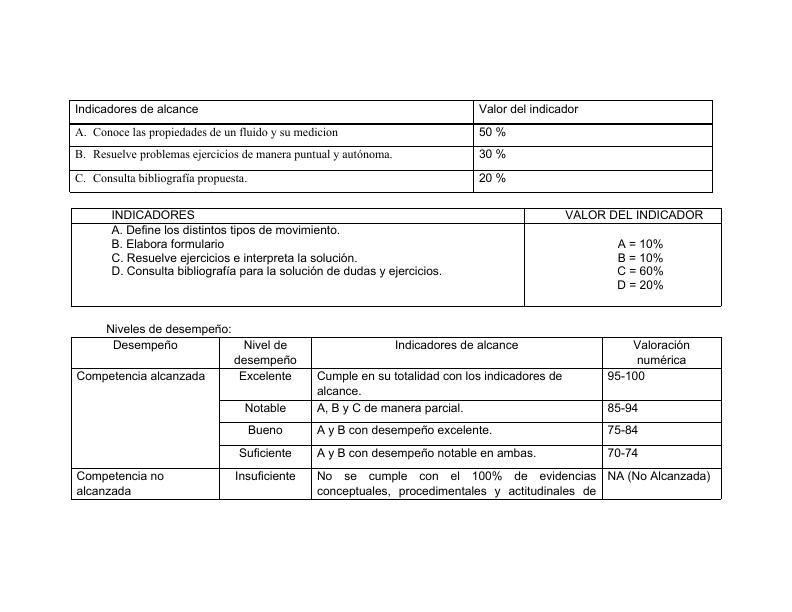 Indicadores de alcance Valor del indicador
A. Conoce las propiedades de un fluido y su medicion 50 %
B. Resuelve problemas ejercicios de manera puntual y autónoma. 30 %
C. Consulta bibliografía propuesta. 20 %
INDICADORES VALOR DEL INDICADOR
A. Define los distintos tipos de movimiento.
B. Elabora formulario A = 10%
C. Resuelve ejercicios e interpreta la solución. B = 10%
D. Consulta bibliografía para la solución de dudas y ejercicios. C = 60%
D = 20%
Niveles de desempeño:
Desempeño Nivel de desempeño Indicadores de alcance Valoración numérica
Competencia alcanzada Excelente Cumple en su totalidad con los indicadores de 95-100
alcance.
Notable A, B y C de manera parcial. 85-94
Bueno A y B con desempeño excelente. 75-84
Suficiente A y B con desempeño notable en ambas. 70-74
Competencia no Insuficiente No se cumple con el 100% de evidencias NA (No Alcanzada)
alcanzada conceptuales, procedimentales y actitudinales de